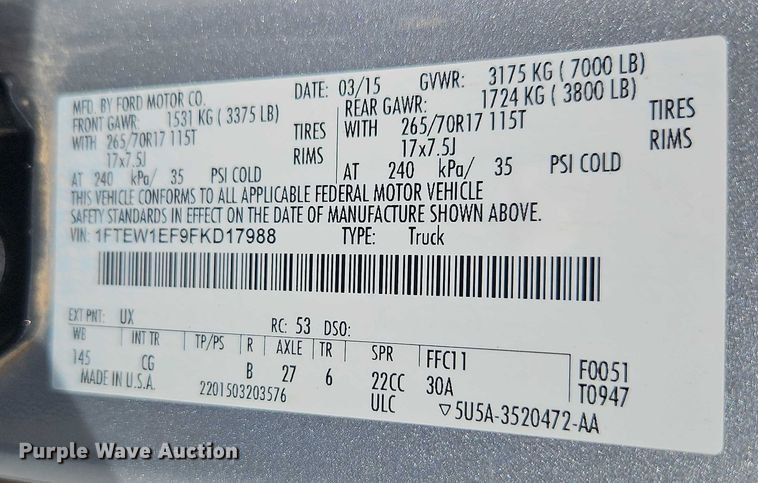 MFD. BY FORD MOTOR CO. DATE: 03/15 GVWR: 3175 KG ( 7000 LB)
FRONT GAWR: 1531 KG ( 3375 LB) REAR GAWR: 1724 KG ( 3800 LB)
WITH 265/70R17 115T TIRES WITH 265/70R17 115T TIRES
17x7.5J RIMS 17x7.5J RIMS
AT 240 kPa/ 35 PSI COLD AT 240 kPa/ 35 PSI COLD
THIS VEHICLE CONFORMS TO ALL APPLICABLE FEDERAL MOTOR VEHICLE
SAFETY STANDARDS IN EFFECT ON THE DATE OF MANUFACTURE SHOWN ABOVE.
VIN: 1FTEW1EF9FKD17988 TYPE: Truck
EXT PNT: UX RC: 53 DSO:
WB INT TR TP/PS R AXLE TR SPR FFC11 F0051
145 CG B 27 6 22CC 30A T0947
MADE IN U.S.A. 2201503203576 ULC ▽5U5A-3520472-AA
Purple Wave Auction